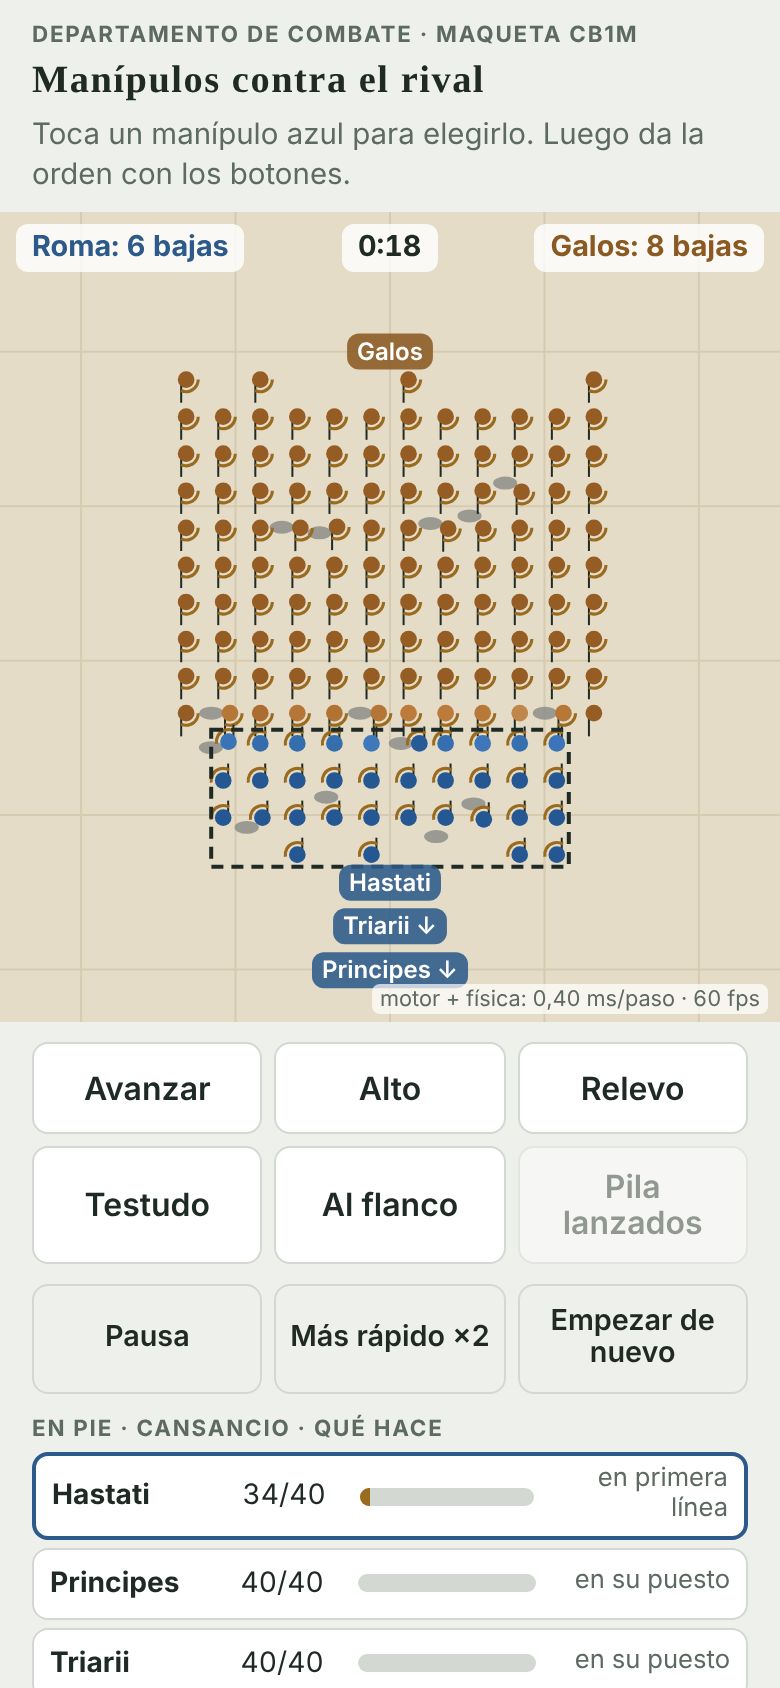 DEPARTAMENTO DE COMBATE · MAQUETA CB1M
Manípulos contra el rival
Toca un manípulo azul para elegirlo. Luego da la
orden con los botones.
Roma: 6 bajas
0:18
Galos: 8 bajas
Galos
Hastati
Triarii ↓
Principes ↓
motor + física: 0,40 ms/paso · 60 fps
Avanzar
Alto
Relevo
Testudo
Al flanco
Pila
lanzados
Pausa
Más rápido ×2
Empezar de
nuevo
EN PIE · CANSANCIO · QUÉ HACE
Hastati 34/40 en primera
línea
Principes 40/40 en su puesto
Triarii 40/40 en su puesto